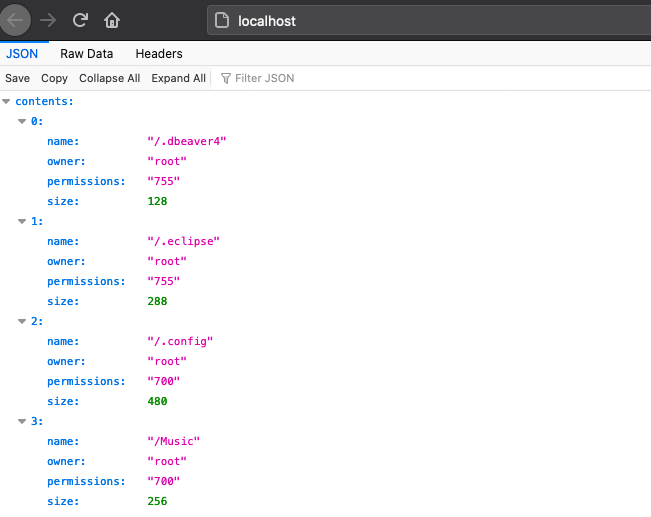 localhost
JSON Raw Data Headers
Save Copy Collapse All Expand All Filter JSON
contents:
0:
name: "/.dbeaver4"
owner: "root"
permissions: "755"
size: 128
1:
name: "/.eclipse"
owner: "root"
permissions: "755"
size: 288
2:
name: "/.config"
owner: "root"
permissions: "700"
size: 480
3:
name: "/Music"
owner: "root"
permissions: "700"
size: 256